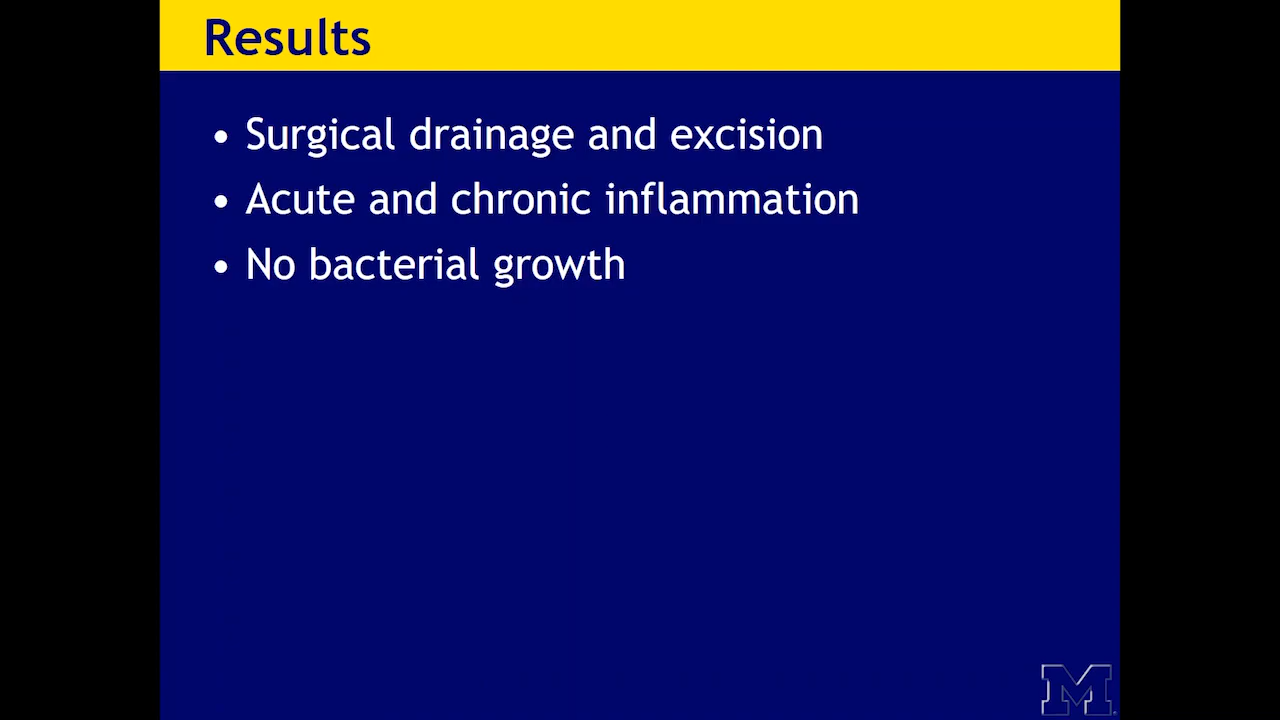 Results
• Surgical drainage and excision
• Acute and chronic inflammation
• No bacterial growth
M